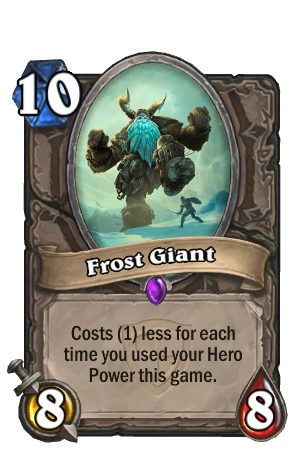 10
Frost Giant
Costs (1) less for each
time you used your Hero
Power this game.
8
8